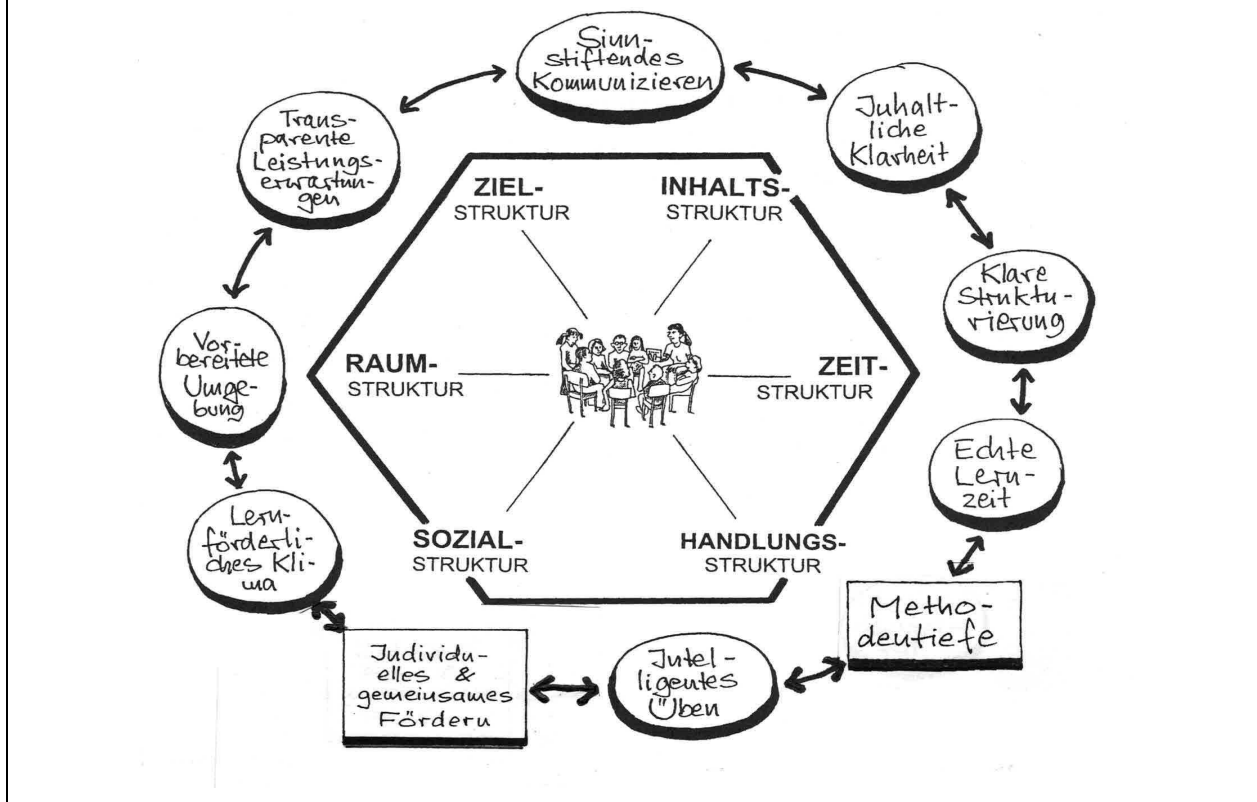 Sinn-
stiftendes
Kommunizieren
Inhalt-
liche
Klarheit
Klare
Struktu-
rierung
Echte
Lern-
zeit
Metho-
dentiefe
Intel-
ligentes
Üben
Individu-
elles &
gemeinsames
Fördern
Lern-
förderli-
ches Kli-
ma
Vor-
bereitete
Umge-
bung
Trans-
parente
Leistungs-
erwartun-
gen
ZIEL-
STRUKTUR
INHALTS-
STRUKTUR
RAUM-
STRUKTUR
ZEIT-
STRUKTUR
SOZIAL-
STRUKTUR
HANDLUNGS-
STRUKTUR